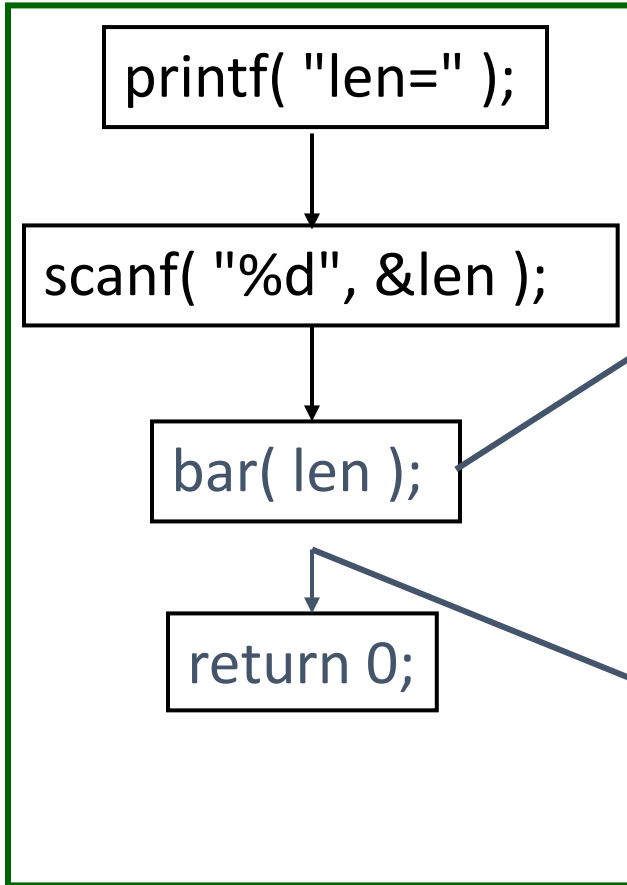 printf( "len=" );
scanf( "%d", &len );
bar( len );
return 0;